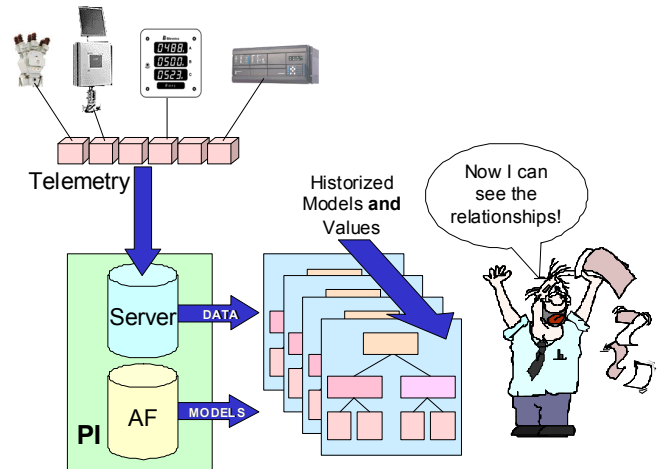 0488.
0500.
0523.
A
B
C
Telemetry
Historized
Models and
Values
Now I can
see the
relationships!
Server
DATA
AF
MODELS
PI